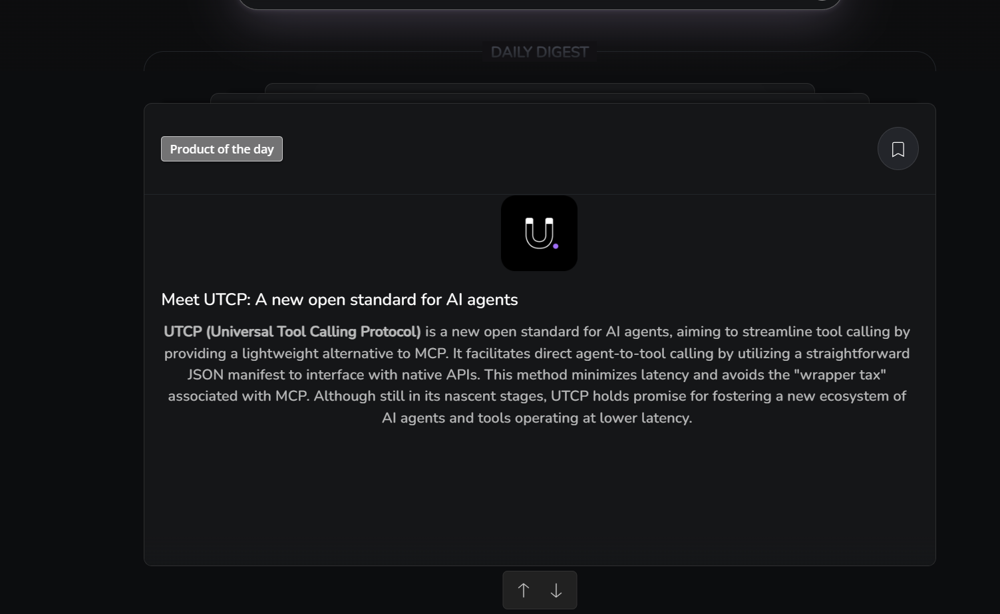 DAILY DIGEST
Product of the day
U.
Meet UTCP: A new open standard for AI agents
UTCP (Universal Tool Calling Protocol) is a new open standard for AI agents, aiming to streamline tool calling by
providing a lightweight alternative to MCP. It facilitates direct agent-to-tool calling by utilizing a straightforward
JSON manifest to interface with native APIs. This method minimizes latency and avoids the "wrapper tax"
associated with MCP. Although still in its nascent stages, UTCP holds promise for fostering a new ecosystem of
AI agents and tools operating at lower latency.